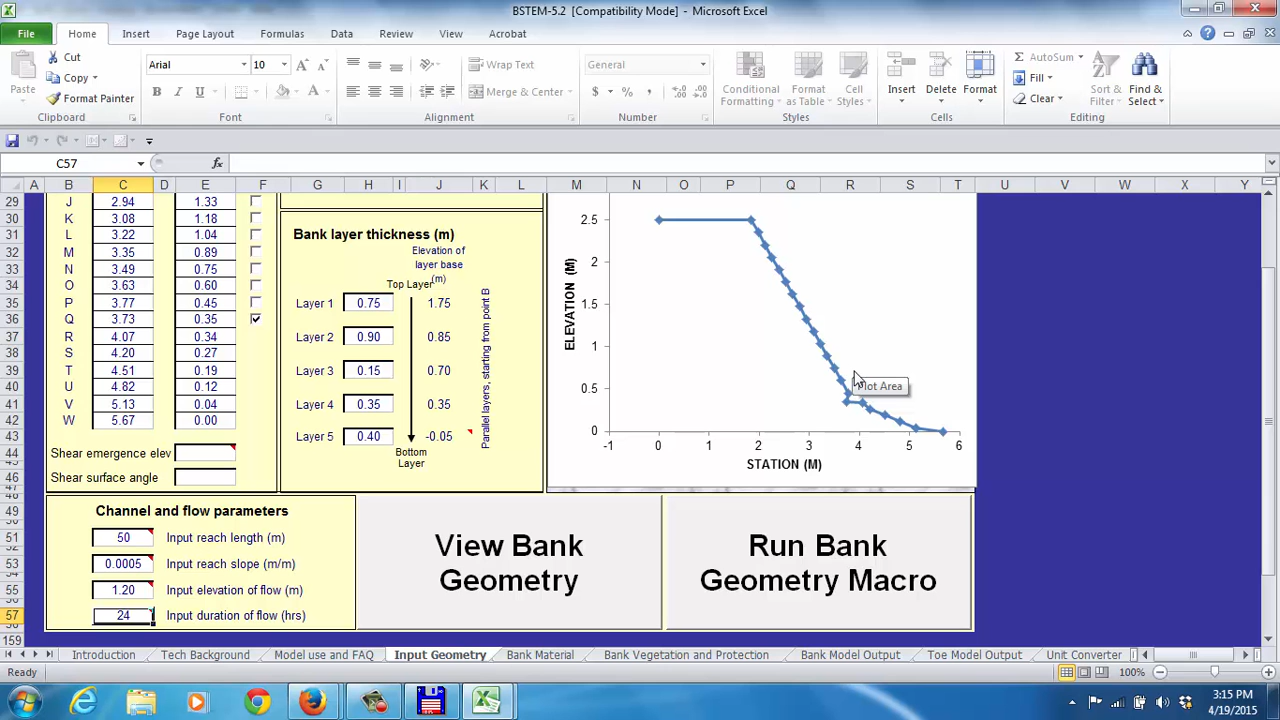 BSTEM-5.2 [Compatibility Mode] - Microsoft Excel
File Home Insert Page Layout Formulas Data Review View Acrobat
Paste Cut Copy Format Painter Clipboard
Arial 10 B I U A A A Font
Wrap Text Merge & Center Alignment
General $ % , Number
Conditional Formatting Format as Table Cell Styles Styles
Insert Delete Format Cells
AutoSum Fill Clear Sort & Filter Find & Select Editing
C57 fx
A B C D E F G H I J K L M N O P Q R S T U V W X Y
29 J 2.94 1.33
30 K 3.08 1.18
31 L 3.22 1.04
32 M 3.35 0.89
33 N 3.49 0.75
34 O 3.63 0.60
35 P 3.77 0.45
36 Q 3.73 0.35
37 R 4.07 0.34
38 S 4.20 0.27
39 T 4.51 0.19
40 U 4.82 0.12
41 V 5.13 0.04
42 W 5.67 0.00
43
44 Shear emergence elev
46 Shear surface angle
Bank layer thickness (m)
Elevation of
layer base
(m)
Top Layer
Layer 1 0.75 1.75
Layer 2 0.90 0.85
Layer 3 0.15 0.70
Layer 4 0.35 0.35
Layer 5 0.40 -0.05
Bottom
Layer
Parallel layers, starting from point B
ELEVATION (M)
2.5
2
1.5
1
0.5
0
-1 0 1 2 3 4 5 6
STATION (M)
Plot Area
49 Channel and flow parameters
51 50 Input reach length (m)
53 0.0005 Input reach slope (m/m)
55 1.20 Input elevation of flow (m)
57 24 Input duration of flow (hrs)
159
View Bank
Geometry
Run Bank
Geometry Macro
Introduction Tech Background Model use and FAQ Input Geometry Bank Material Bank Vegetation and Protection Bank Model Output Toe Model Output Unit Converter
Ready 100%
3:15 PM
4/19/2015